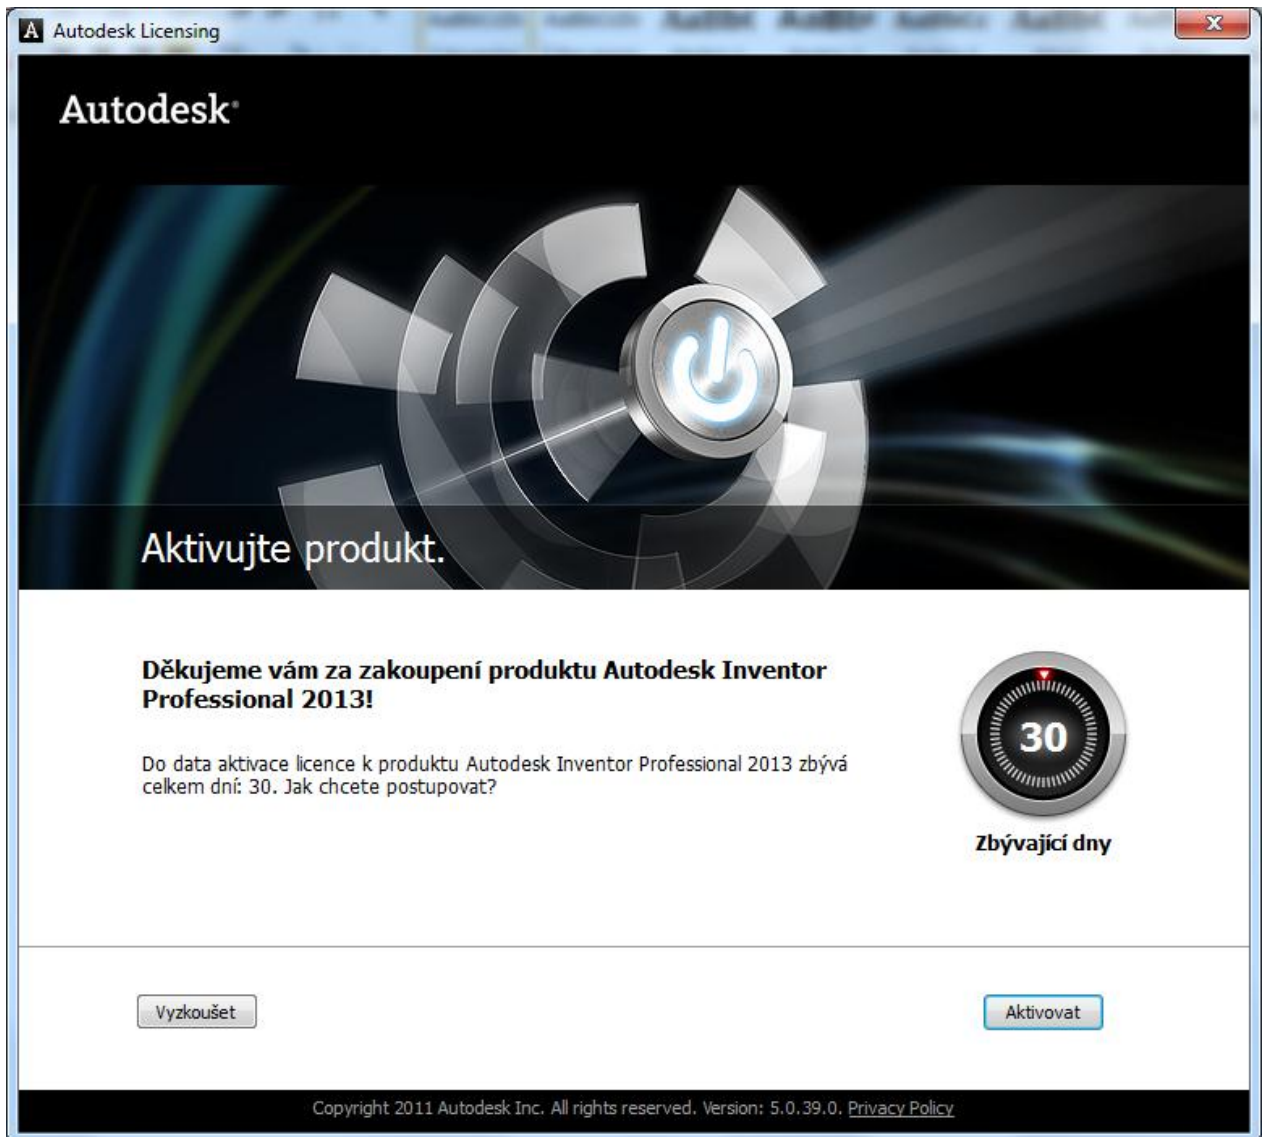 Autodesk Licensing
Autodesk®
Aktivujte produkt.
Děkujeme vám za zakoupení produktu Autodesk Inventor
Professional 2013!
Do data aktivace licence k produktu Autodesk Inventor Professional 2013 zbývá
celkem dní: 30. Jak chcete postupovat?
30
Zbývající dny
Vyzkoušet
Aktivovat
Copyright 2011 Autodesk Inc. All rights reserved. Version: 5.0.39.0. Privacy Policy